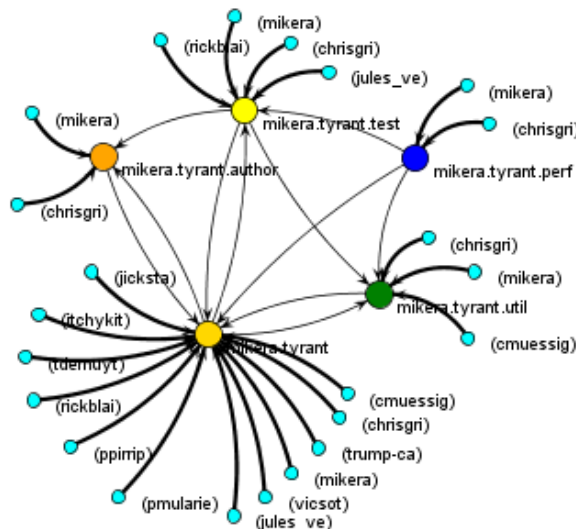 (mikera)
(rickblai)
(chrisgri)
(jules_ve)
(mikera)
mikera.tyrant.test
(mikera)
(chrisgri)
mikera.tyrant.author
mikera.tyrant.perf
(chrisgri)
(chrisgri)
(jicksta)
(mikera)
mikera.tyrant.util
(itchykit)
(cmuessig)
mikera.tyrant
(tdemuyt)
(cmuessig)
(rickblai)
(chrisgri)
(ppirrip)
(trump-ca)
(mikera)
(pmularie)
(vicsot)
(jules_ve)